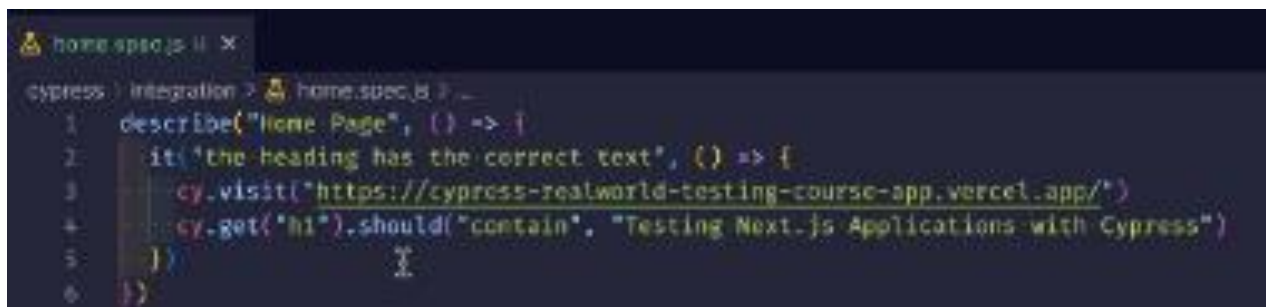 home.spec.js U ×
cypress > integration > home.spec.js > ...
1 describe("Home Page", () => {
2 it("the heading has the correct text", () => {
3 cy.visit("https://cypress-realworld-testing-course-app.vercel.app/")
4 cy.get("h1").should("contain", "Testing Next.js Applications with Cypress")
5 })
6 })